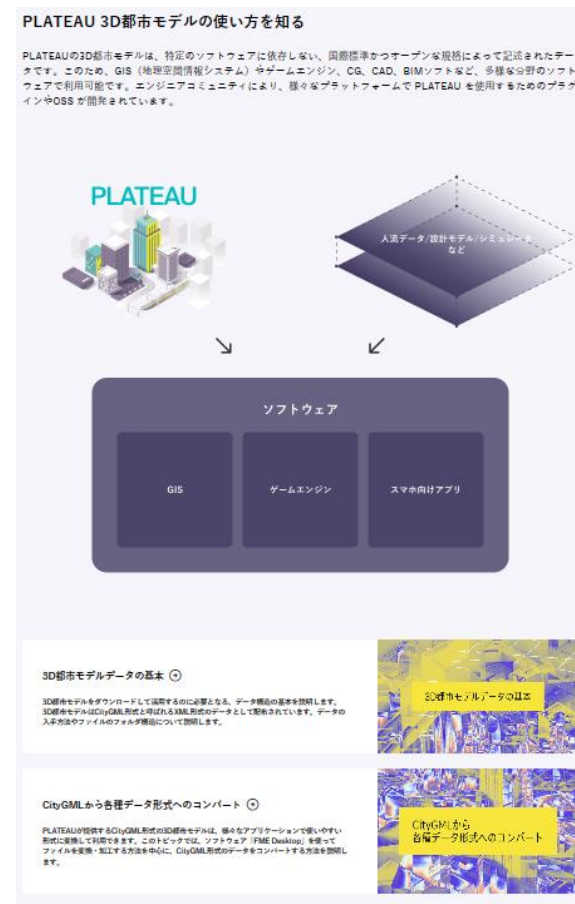 PLATEAU 3D都市モデルの使い方を知る
PLATEAUの3D都市モデルは、特定のソフトウェアに依存しない、国際標準かつオープンな規格によって記述されたデー
タです。このため、GIS（地理空間情報システム）やゲームエンジン、CG、CAD、BIMソフトなど、多様な分野のソフト
ウェアで利用可能です。エンジニアコミュニティにより、様々なプラットフォームで PLATEAU を使用するためのプラグ
インやOSS が開発されています。
PLATEAU
人流データ/設計モデル/シミュレータ
など
ソフトウェア
GIS
ゲームエンジン
スマホ向けアプリ
3D都市モデルデータの基本
3D都市モデルをダウンロードして活用するのに必要となる、データ構造の基本を説明します。
3D都市モデルはCityGML形式と呼ばれるXML形式のデータとして配布されています。データの
入手方法やファイルのフォルダ構造について説明します。
3D都市モデルデータの基本
CityGMLから各種データ形式へのコンバート
PLATEAUが提供するCityGML形式の3D都市モデルは、様々なアプリケーションで使いやすい
形式に変換して利用できます。このトピックでは、ソフトウェア「FME Desktop」を使って
ファイルを変換・加工する方法を中心に、CityGML形式のデータをコンバートする方法を説明し
ます。
CityGMLから
各種データ形式へのコンバート